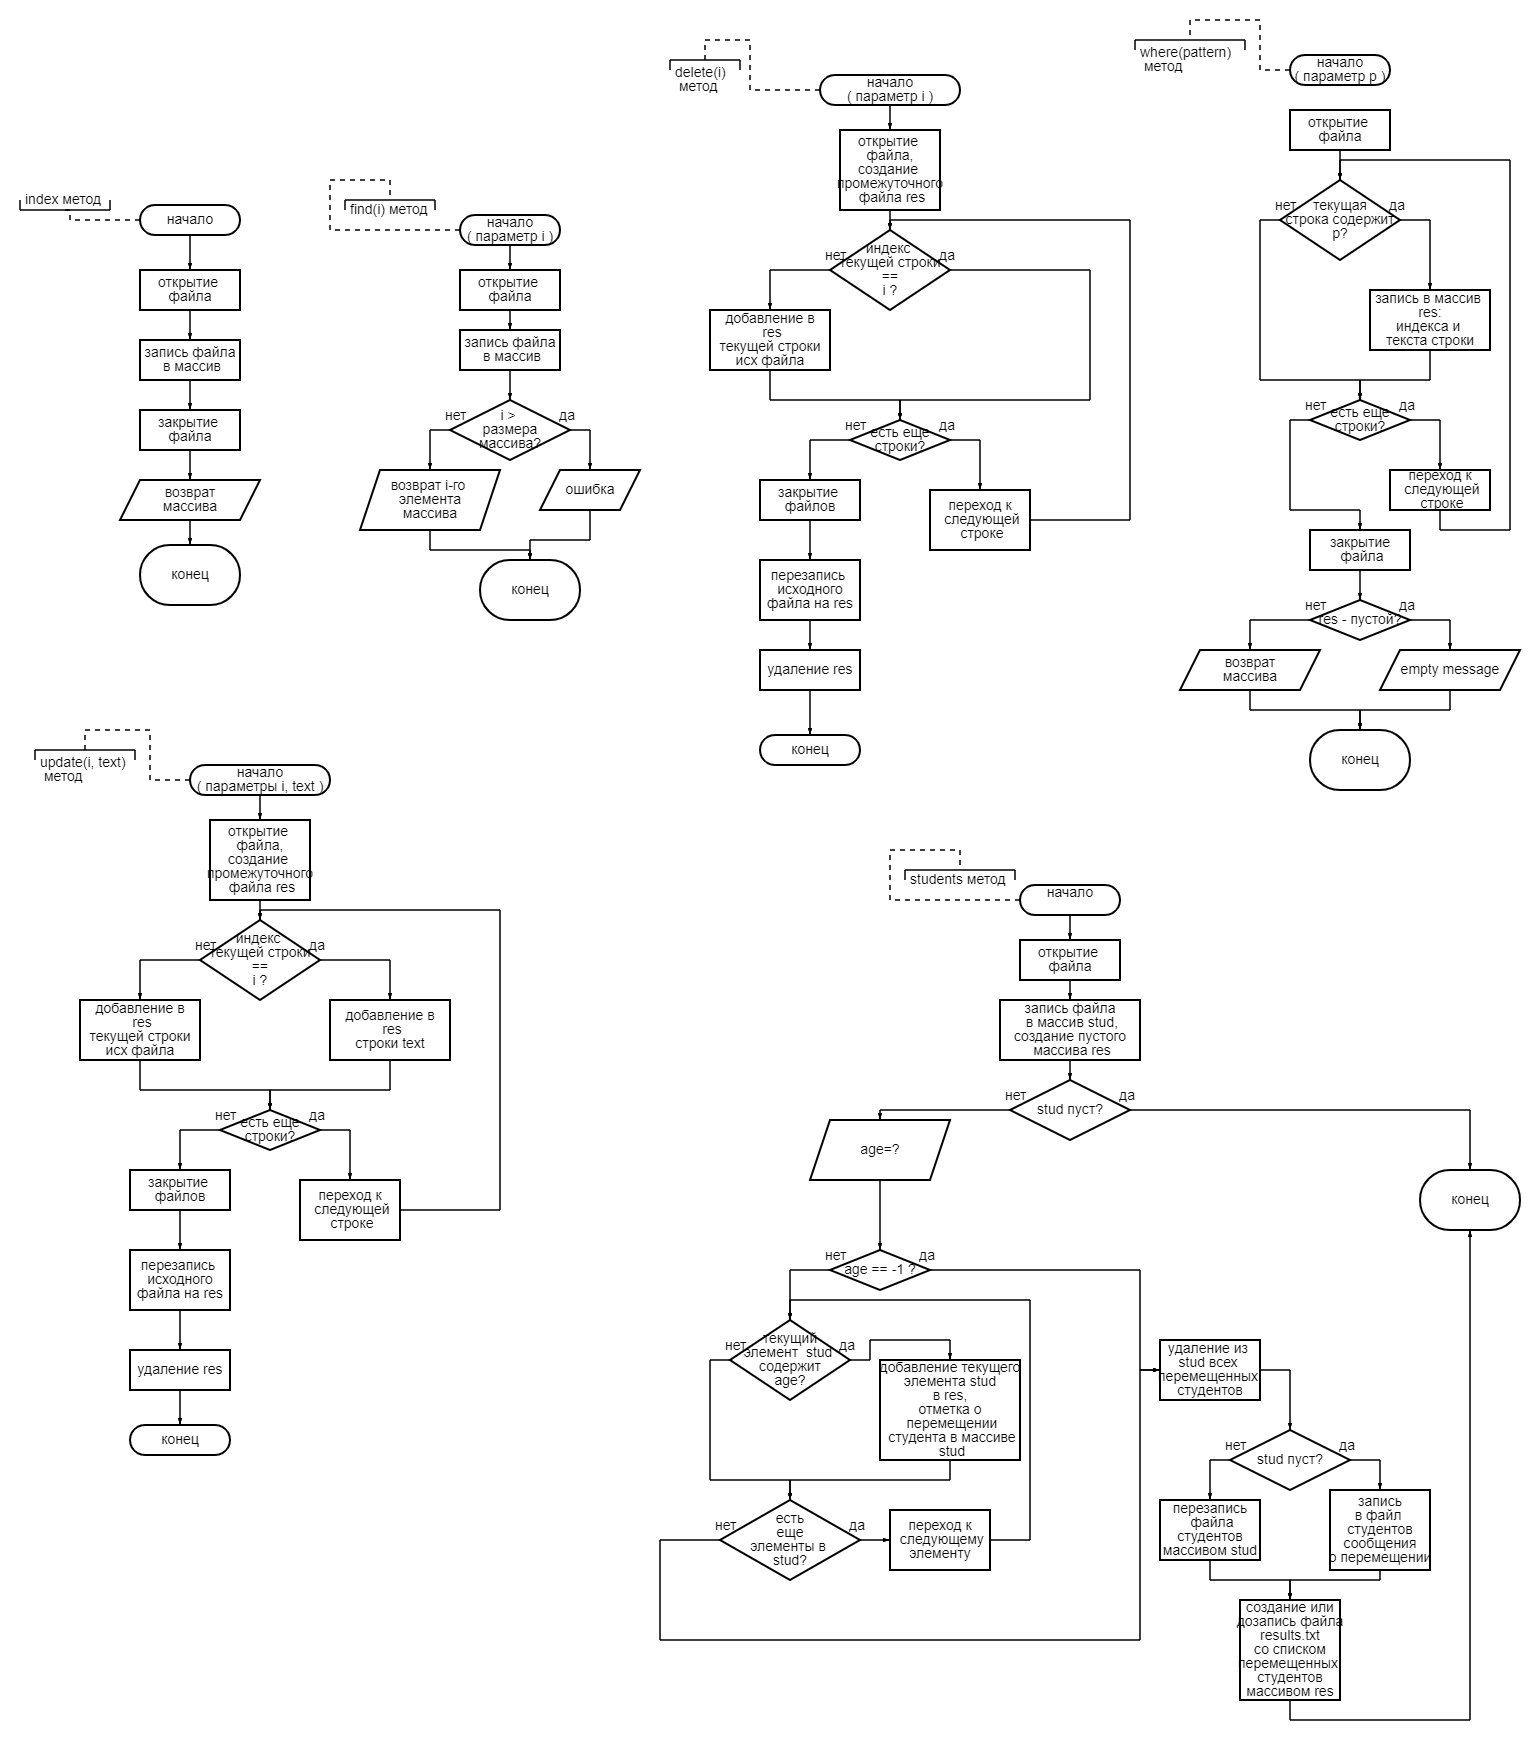 index метод
начало
открытие
файла
запись файла
в массив
закрытие
файла
возврат
массива
конец
find(i) метод
начало
( параметр i )
открытие
файла
запись файла
в массив
i >
размера
массива?
нет
да
возврат i-го
элемента
массива
ошибка
конец
delete(i)
метод
начало
( параметр i )
открытие
файла,
создание
промежуточного
файла res
индекс
текущей строки
==
i ?
нет
да
добавление в
res
текущей строки
исх файла
есть еще
строки?
нет
да
закрытие
файлов
переход к
следующей
строке
перезапись
исходного
файла на res
удаление res
конец
where(pattern)
метод
начало
( параметр p )
открытие
файла
текущая
строка содержит
p?
нет
да
запись в массив
res:
индекса и
текста строки
есть еще
строки?
нет
да
переход к
следующей
строке
закрытие
файла
res - пустой?
нет
да
возврат
массива
empty message
конец
update(i, text)
метод
начало
( параметры i, text )
открытие
файла,
создание
промежуточного
файла res
индекс
текущей строки
==
i ?
нет
да
добавление в
res
текущей строки
исх файла
добавление в
res
строки text
есть еще
строки?
нет
да
закрытие
файлов
переход к
следующей
строке
перезапись
исходного
файла на res
удаление res
конец
students метод
начало
открытие
файла
запись файла
в массив stud,
создание пустого
массива res
stud пуст?
нет
да
age=?
конец
age == -1 ?
нет
да
текущий
элемент stud
содержит
age?
нет
да
добавление текущего
элемента stud
в res,
отметка о
перемещении
студента в массиве
stud
есть
еще
элементы в
stud?
нет
да
переход к
следующему
элементу
удаление из
stud всех
перемещенных
студентов
stud пуст?
нет
да
перезапись
файла
студентов
массивом stud
запись
в файл
студентов
сообщения
о перемещении
создание или
дозапись файла
results.txt
со списком
перемещенных
студентов
массивом res